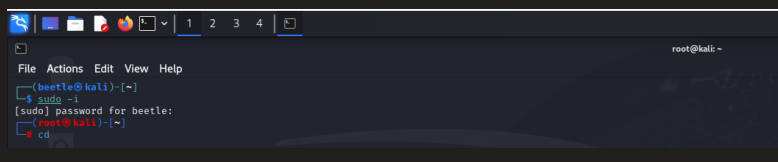 1 2 3 4
root@kali: ~
File Actions Edit View Help
┌──(beetle㉿kali)-[~]
└─$ sudo -i
[sudo] password for beetle:
┌──(root㉿kali)-[~]
└─# cd